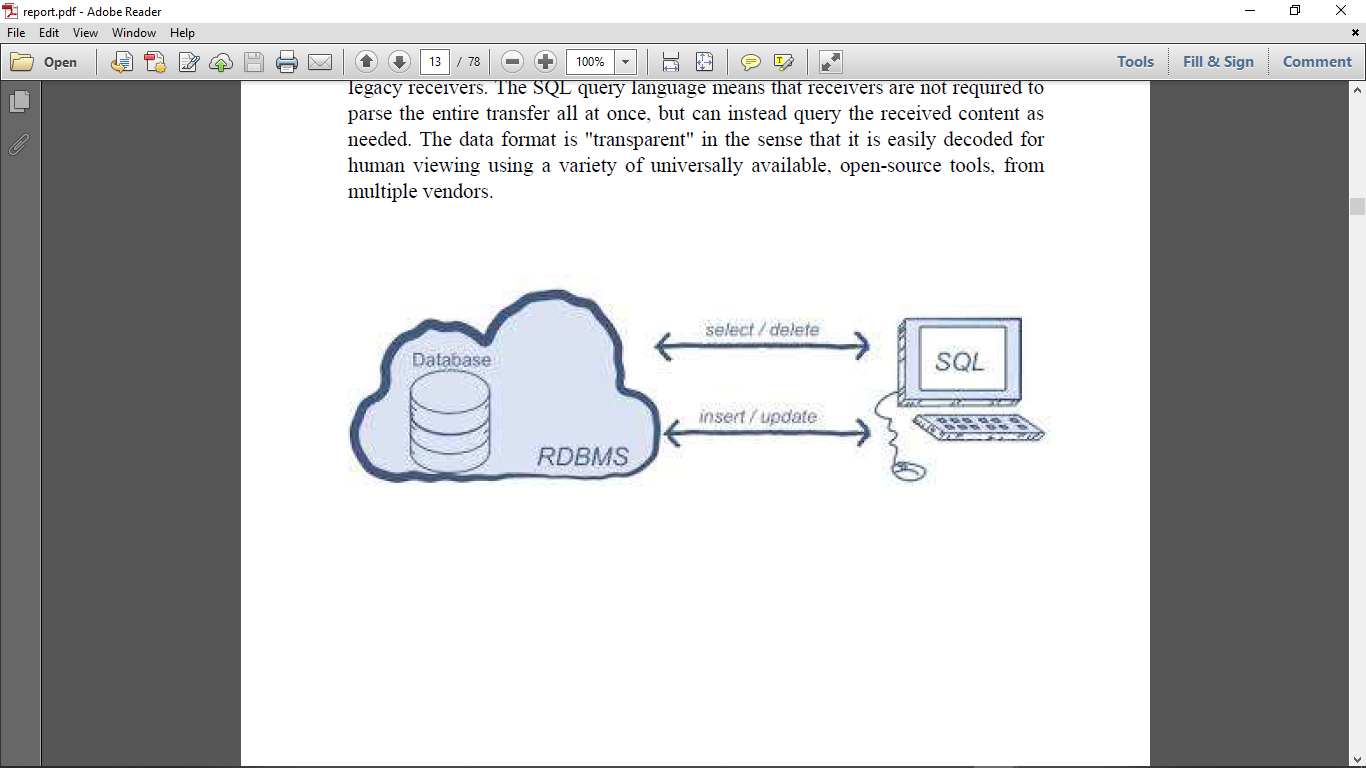 report.pdf - Adobe Reader
File Edit View Window Help
Open 13 / 78 100% Tools Fill & Sign Comment
legacy receivers. The SQL query language means that receivers are not required to
parse the entire transfer all at once, but can instead query the received content as
needed. The data format is "transparent" in the sense that it is easily decoded for
human viewing using a variety of universally available, open-source tools, from
multiple vendors.
select / delete
Database
SQL
insert / update
RDBMS